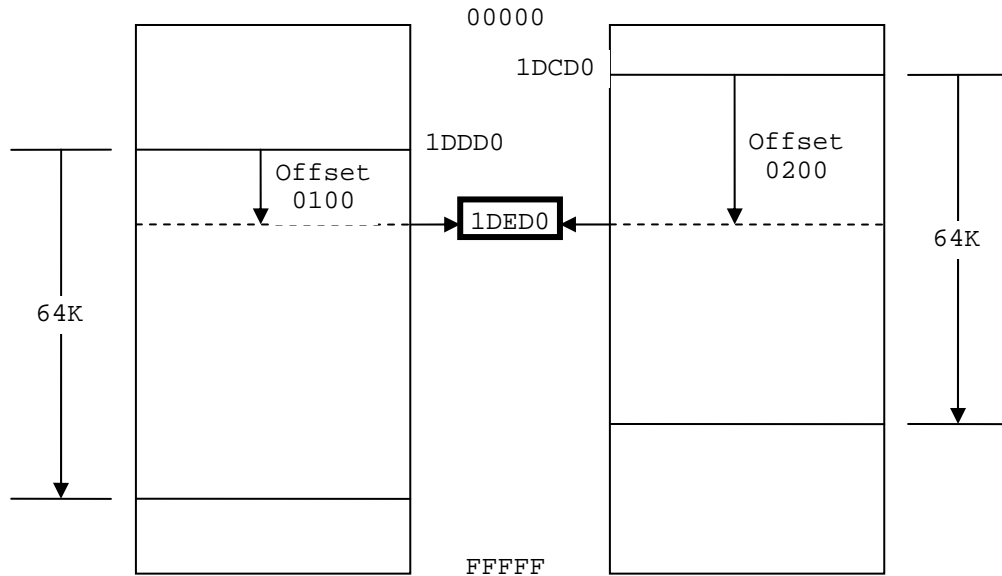 00000
1DCD0
1DDD0
Offset
0100
Offset
0200
1DED0
64K
64K
FFFFF